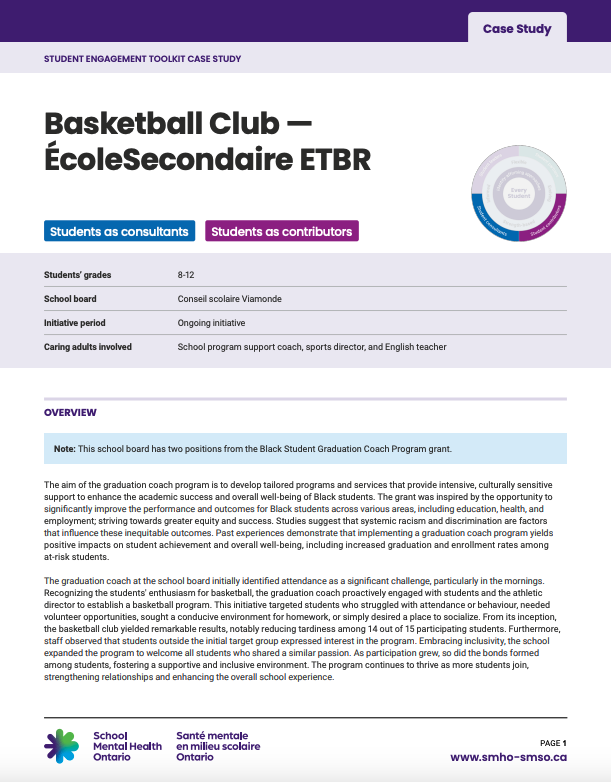 Case Study
STUDENT ENGAGEMENT TOOLKIT CASE STUDY
Basketball Club —
ÉcoleSecondaire ETBR
Every
Student
Student consultants
Student contributors
Students as consultants
Students as contributors
Students' grades 8-12
School board Conseil scolaire Viamonde
Initiative period Ongoing initiative
Caring adults involved School program support coach, sports director, and English teacher
OVERVIEW
Note: This school board has two positions from the Black Student Graduation Coach Program grant.
The aim of the graduation coach program is to develop tailored programs and services that provide intensive, culturally sensitive
support to enhance the academic success and overall well-being of Black students. The grant was inspired by the opportunity to
significantly improve the performance and outcomes for Black students across various areas, including education, health, and
employment; striving towards greater equity and success. Studies suggest that systemic racism and discrimination are factors
that influence these inequitable outcomes. Past experiences demonstrate that implementing a graduation coach program yields
positive impacts on student achievement and overall well-being, including increased graduation and enrollment rates among
at-risk students.
The graduation coach at the school board initially identified attendance as a significant challenge, particularly in the mornings.
Recognizing the students' enthusiasm for basketball, the graduation coach proactively engaged with students and the athletic
director to establish a basketball program. This initiative targeted students who struggled with attendance or behaviour, needed
volunteer opportunities, sought a conducive environment for homework, or simply desired a place to socialize. From its inception,
the basketball club yielded remarkable results, notably reducing tardiness among 14 out of 15 participating students. Furthermore,
staff observed that students outside the initial target group expressed interest in the program. Embracing inclusivity, the school
expanded the program to welcome all students who shared a similar passion. As participation grew, so did the bonds formed
among students, fostering a supportive and inclusive environment. The program continues to thrive as more students join,
strengthening relationships and enhancing the overall school experience.
School
Mental Health
Ontario
Santé mentale
en milieu scolaire
Ontario
PAGE 1
www.smho-smso.ca